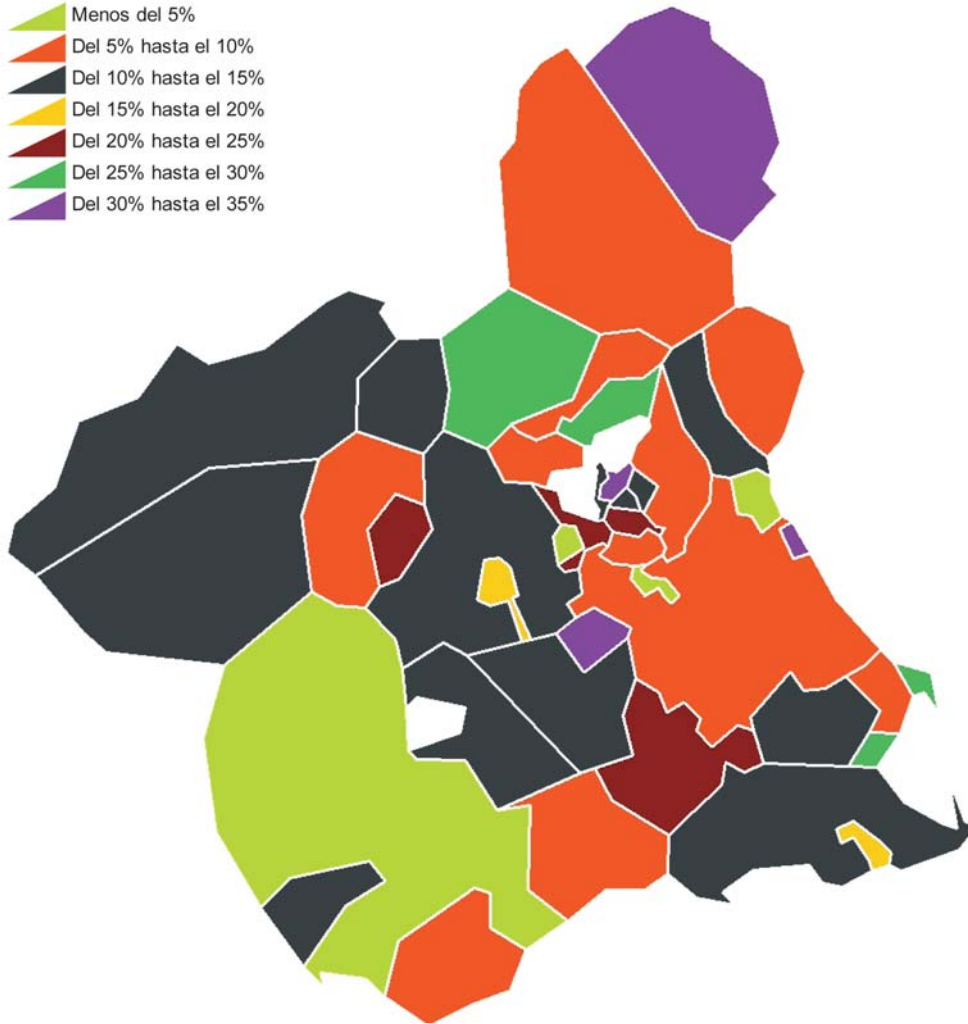 Menos del 5%
Del 5% hasta el 10%
Del 10% hasta el 15%
Del 15% hasta el 20%
Del 20% hasta el 25%
Del 25% hasta el 30%
Del 30% hasta el 35%